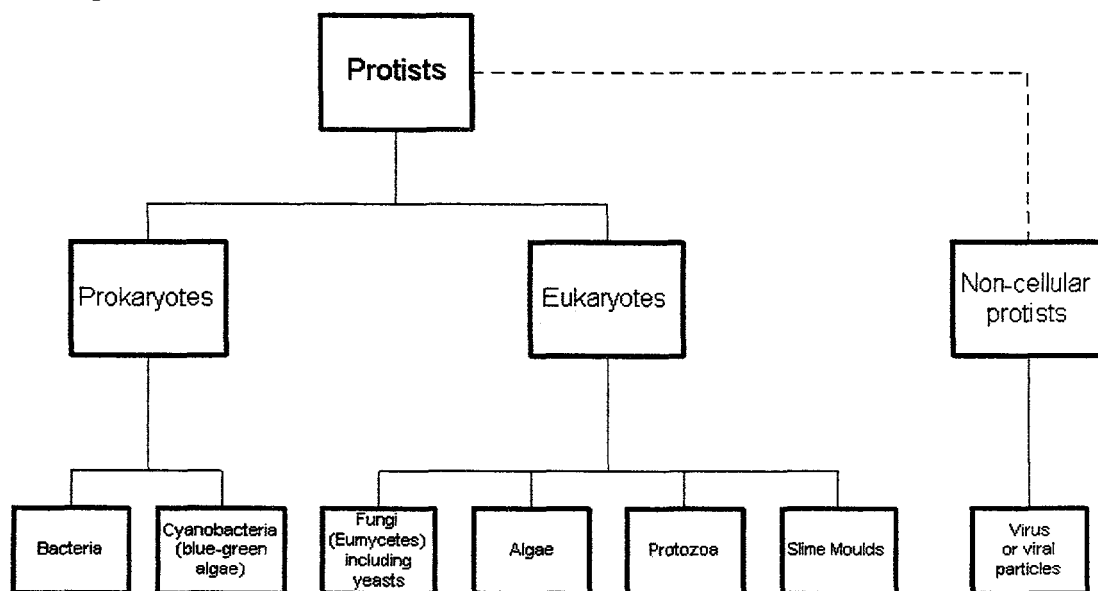 Protists
Prokaryotes
Eukaryotes
Non-cellular
protists
Bacteria
Cyanobacteria
(blue-green
algae)
Fungi
(Eumycetes)
including
yeasts
Algae
Protozoa
Slime Moulds
Virus
or viral
particles